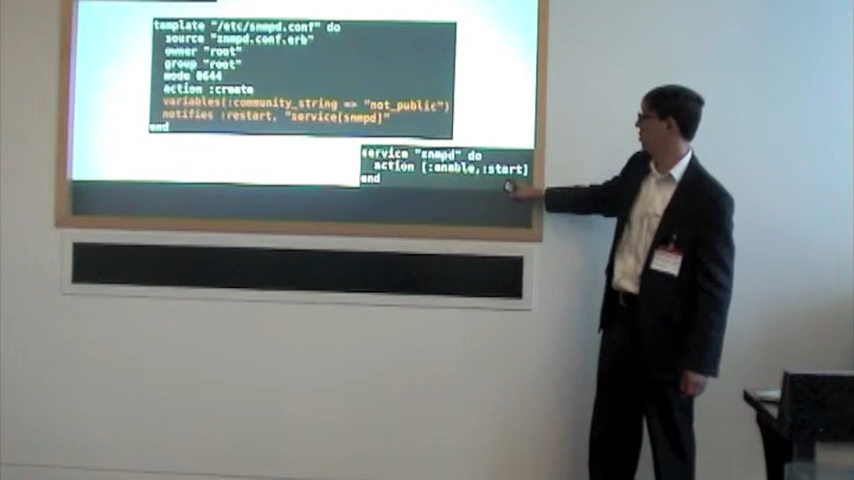 template "/etc/snmpd.conf" do
source "snmpd.conf.erb"
owner "root"
group "root"
mode 0644
action :create
variables(:community_string => "not_public")
notifies :restart, "service[snmpd]"
end
service "snmpd" do
action [:enable,:start]
end